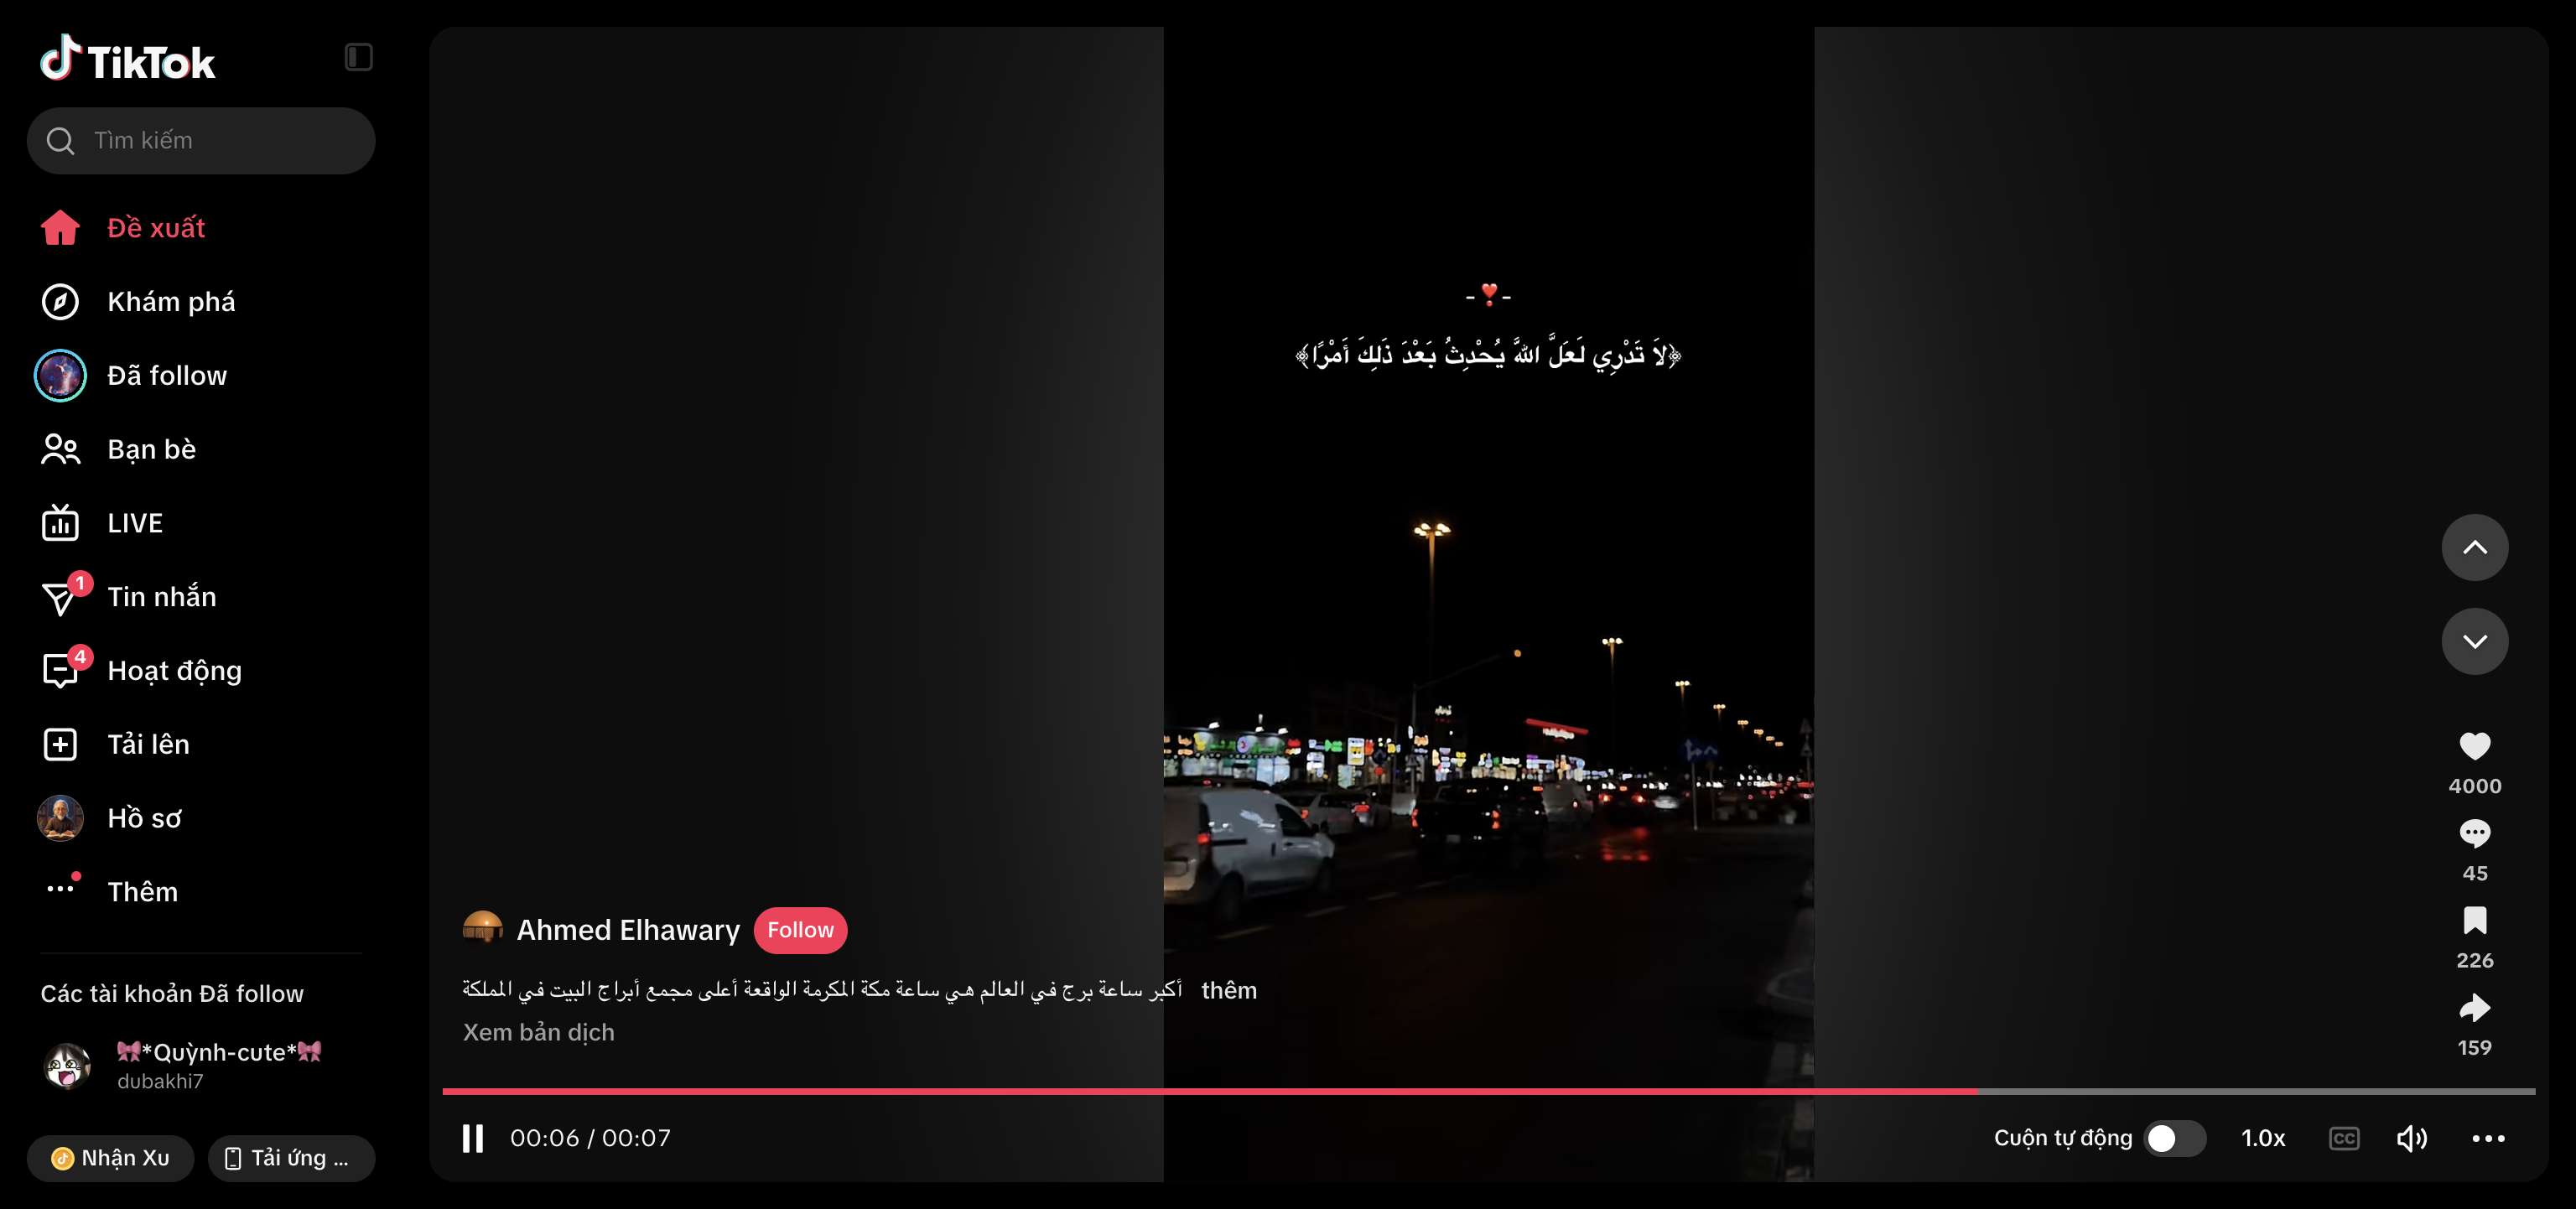 TikTok
Tìm kiếm
Đề xuất
Khám phá
Đã follow
Bạn bè
LIVE
1
Tin nhắn
4
Hoạt động
Tải lên
Hồ sơ
Thêm
Các tài khoản Đã follow
🎀*Quỳnh-cute*🎀
dubakhi7
Nhận Xu
Tải ứng ...
-❣️-
﴿لاَ تَدْرِي لَعَلَّ اللهَّ يُحْدِثُ بَعْدَ ذَلِكَ أَمْرًا﴾
Ahmed Elhawary
Follow
أكبر ساعة برج في العالم هي ساعة مكة المكرمة الواقعة أعلى مجمع أبراج البيت في المملكة thêm
Xem bản dịch
4000
45
226
159
00:06 / 00:07
Cuộn tự động
1.0x
CC